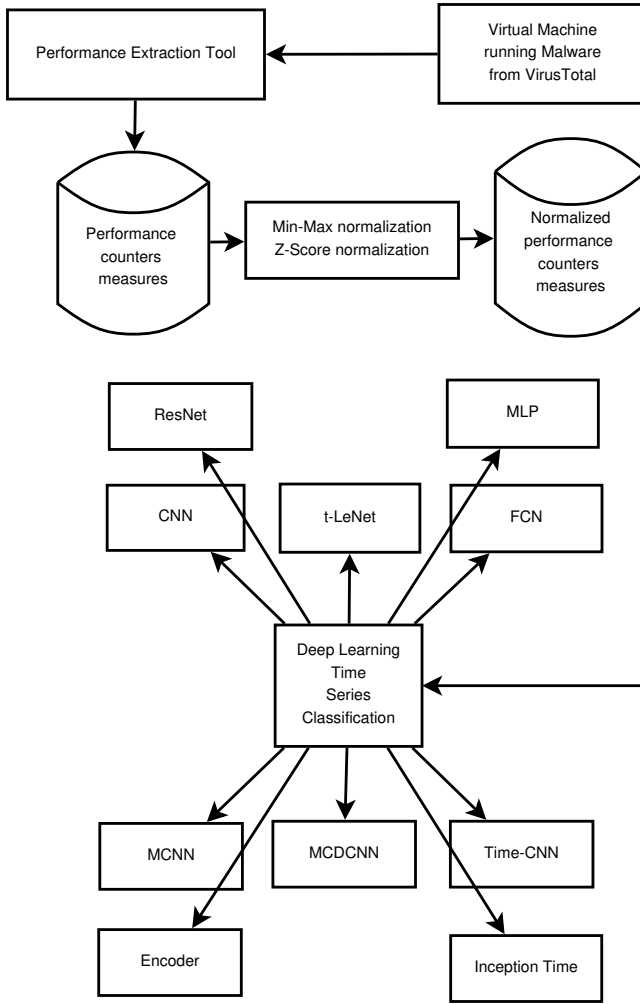 Performance Extraction Tool
Virtual Machine
running Malware
from VirusTotal
Performance
counters
measures
Min-Max normalization
Z-Score normalization
Normalized
performance
counters
measures
ResNet
MLP
CNN
t-LeNet
FCN
Deep Learning
Time
Series
Classification
MCNN
MCDCNN
Time-CNN
Encoder
Inception Time